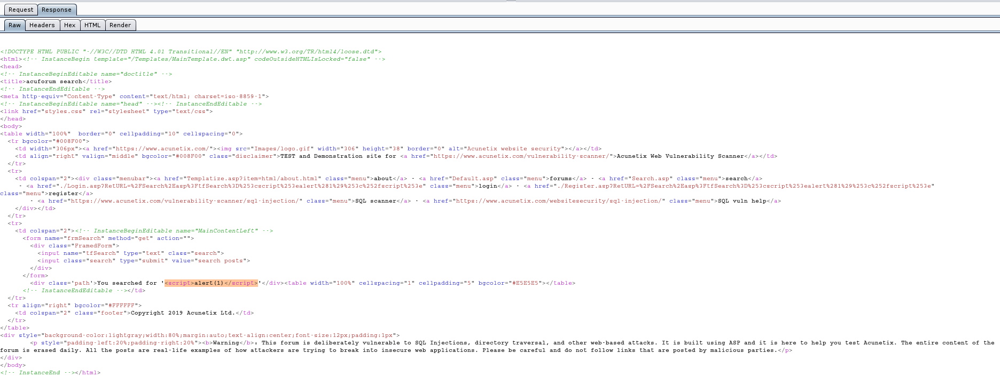 Request Response
Raw Headers Hex HTML Render
<!DOCTYPE HTML PUBLIC "-//W3C//DTD HTML 4.01 Transitional//EN" "http://www.w3.org/TR/html4/loose.dtd">
<html><!-- InstanceBegin template="/Templates/MainTemplate.dwt.asp" codeOutsideHTMLIsLocked="false" -->
<head>
<!-- InstanceBeginEditable name="doctitle" -->
<title>acuforum search</title>
<!-- InstanceEndEditable -->
<meta http-equiv="Content-Type" content="text/html; charset=iso-8859-1">
<!-- InstanceBeginEditable name="head" --><!-- InstanceEndEditable -->
<link href="styles.css" rel="stylesheet" type="text/css">
</head>
<body>
<table width="100%"  border="0" cellpadding="10" cellspacing="0">
  <tr bgcolor="#008F00">
    <td width="306px"><a href="https://www.acunetix.com/"><img src="Images/logo.gif" width="306" height="38" border="0" alt="Acunetix website security"></a></td>
    <td align="right" valign="middle" bgcolor="#008F00" class="disclaimer">TEST and Demonstration site for <a href="https://www.acunetix.com/vulnerability-scanner/">Acunetix Web Vulnerability Scanner</a></td>
  </tr>
  <tr>
    <td colspan="2"><div class="menubar"><a href="Templatize.asp?item=html/about.html" class="menu">about</a> - <a href="Default.asp" class="menu">forums</a> - <a href="Search.asp" class="menu">search</a>
     - <a href="./Login.asp?RetURL=%2FSearch%2Easp%3FtfSearch%3D%253cscript%253ealert%281%29%253c%252fscript%253e" class="menu">login</a> - <a href="./Register.asp?RetURL=%2FSearch%2Easp%3FtfSearch%3D%253cscript%253ealert%281%29%253c%252fscript%253e"
class="menu">register</a>
        - <a href="https://www.acunetix.com/vulnerability-scanner/sql-injection/" class="menu">SQL scanner</a> - <a href="https://www.acunetix.com/websitesecurity/sql-injection/" class="menu">SQL vuln help</a>
    </div></td>
  </tr>
  <tr>
    <td colspan="2"><!-- InstanceBeginEditable name="MainContentLeft" -->
      <form name="frmSearch" method="get" action="">
        <div class="FramedForm">
          <input name="tfSearch" type="text" class="search">
          <input class="search" type="submit" value="search posts">
        </div>
      </form>
        <div class='path'>You searched for '<script>alert(1)</script>'</div><table width="100%" cellspacing="1" cellpadding="5" bgcolor="#E5E5E5"></table>
      <!-- InstanceEndEditable --></td>
  </tr>
  <tr align="right" bgcolor="#FFFFFF">
    <td colspan="2" class="footer">Copyright 2019 Acunetix Ltd.</td>
  </tr>
</table>
<div style="background-color:lightgray;width:80%;margin:auto;text-align:center;font-size:12px;padding:1px">
        <p style="padding-left:20%;padding-right:20%"><b>Warning</b>: This forum is deliberately vulnerable to SQL Injections, directory traversal, and other web-based attacks. It is built using ASP and it is here to help you test Acunetix. The entire content of the
forum is erased daily. All the posts are real-life examples of how attackers are trying to break into insecure web applications. Please be careful and do not follow links that are posted by malicious parties.</p>
</div>
</body>
<!-- InstanceEnd --></html>